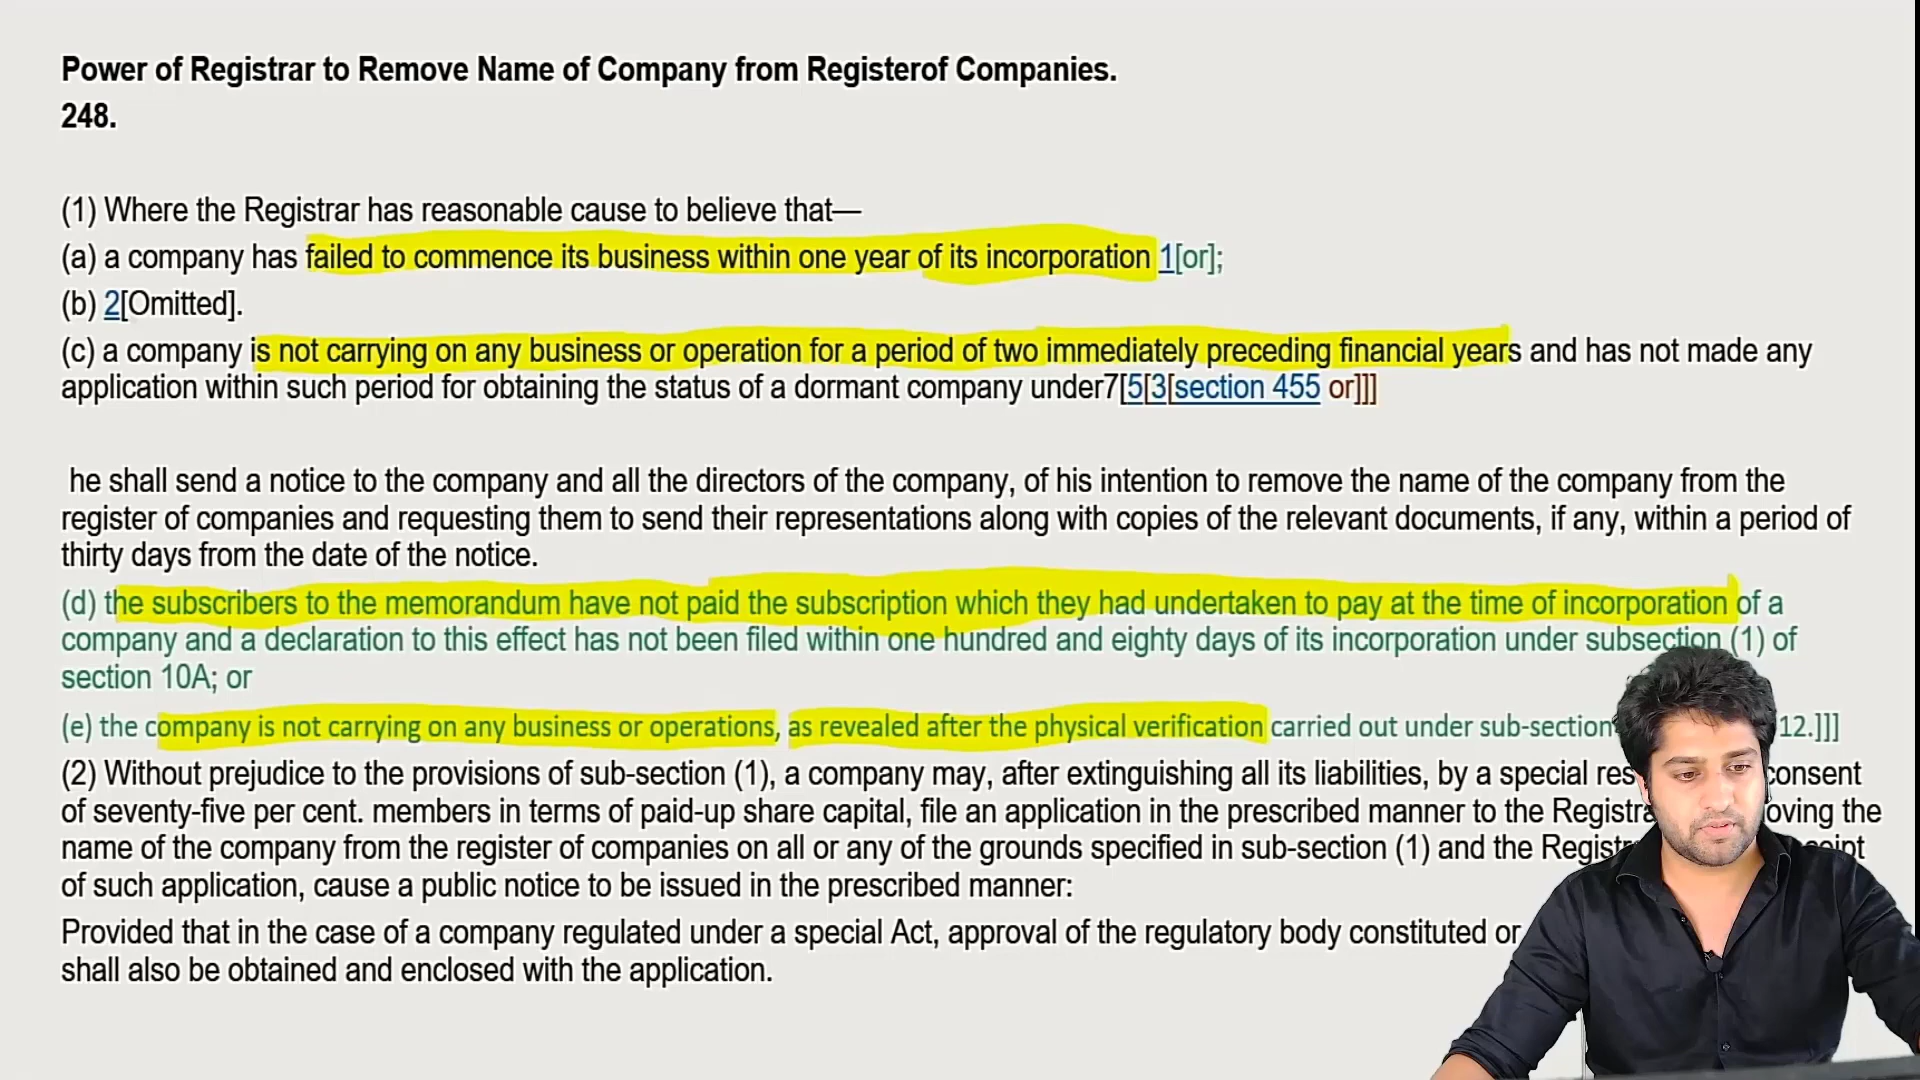 Power of Registrar to Remove Name of Company from Registerof Companies.
248.
(1) Where the Registrar has reasonable cause to believe that—
(a) a company has failed to commence its business within one year of its incorporation 1[or];
(b) 2[Omitted].
(c) a company is not carrying on any business or operation for a period of two immediately preceding financial years and has not made any
application within such period for obtaining the status of a dormant company under7[5[3[section 455 or]]]
he shall send a notice to the company and all the directors of the company, of his intention to remove the name of the company from the
register of companies and requesting them to send their representations along with copies of the relevant documents, if any, within a period of
thirty days from the date of the notice.
(d) the subscribers to the memorandum have not paid the subscription which they had undertaken to pay at the time of incorporation of a
company and a declaration to this effect has not been filed within one hundred and eighty days of its incorporation under subsection (1) of
section 10A; or
(e) the company is not carrying on any business or operations, as revealed after the physical verification carried out under sub-section 12.]]]
(2) Without prejudice to the provisions of sub-section (1), a company may, after extinguishing all its liabilities, by a special consent
of seventy-five per cent. members in terms of paid-up share capital, file an application in the prescribed manner to the the
name of the company from the register of companies on all or any of the grounds specified in sub-section (1) and the
of such application, cause a public notice to be issued in the prescribed manner:
Provided that in the case of a company regulated under a special Act, approval of the regulatory body constituted or
shall also be obtained and enclosed with the application.